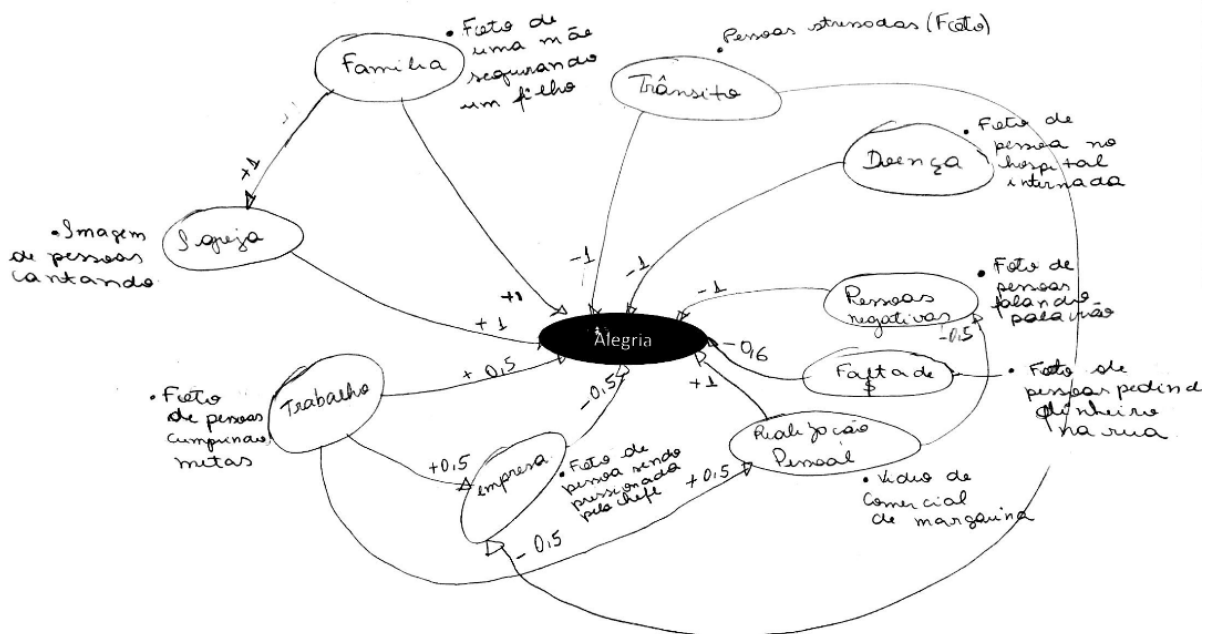 Família
• Foto de
uma mãe
segurando
um filho
• Pessoas stressadas (Foto)
Trânsito
• Foto de
pessoa no
hospital
internada
Doença
+1
• Imagem
de pessoas
cantando
Igreja
+1
+1
-1
-1
-1
Pessoas
negativas
• Foto de
pessoas
falando
palavrão
-0,5
Alegria
-0,6
Falta de
$
• Foto de
pessoas pedind
dinheiro
na rua
+0,5
-0,5
+1
Trabalho
• Foto
de pessoas
cumprindo
metas
Realização
Pessoal
• Video de
comercial
de margarina
+0,5
empresa
• Foto de
pessoa sendo
pressionada
pelo chefe
+0,5
-0,5